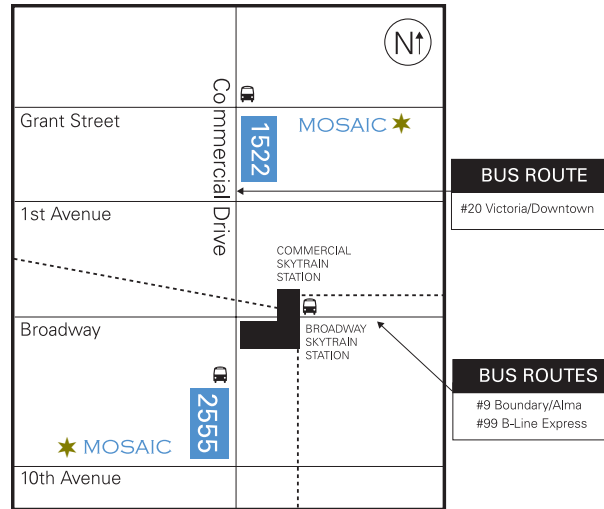 N↑
Commercial Drive
Grant Street
1522
MOSAIC
BUS ROUTE
#20 Victoria/Downtown
1st Avenue
COMMERCIAL
SKYTRAIN
STATION
Broadway
BROADWAY
SKYTRAIN
STATION
BUS ROUTES
#9 Boundary/Alma
#99 B-Line Express
2555
MOSAIC
10th Avenue